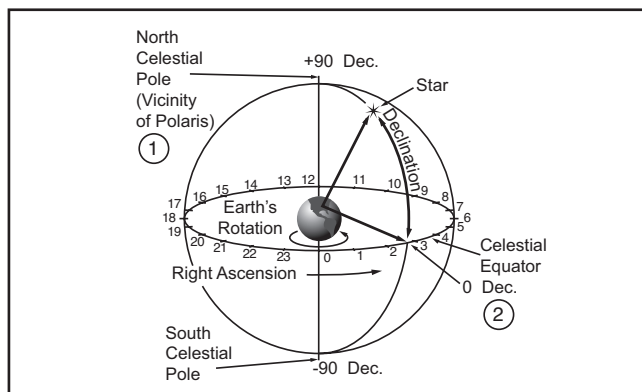 North
Celestial
Pole
(Vicinity
of Polaris)
1
+90 Dec.
Star
Declination
12
11
10
9
8
7
6
5
4
3
2
1
0
23
22
21
20
19
18
17
16
15
14
13
Earth's
Rotation
Right Ascension
Celestial
Equator
0 Dec.
2
South
Celestial
Pole
-90 Dec.